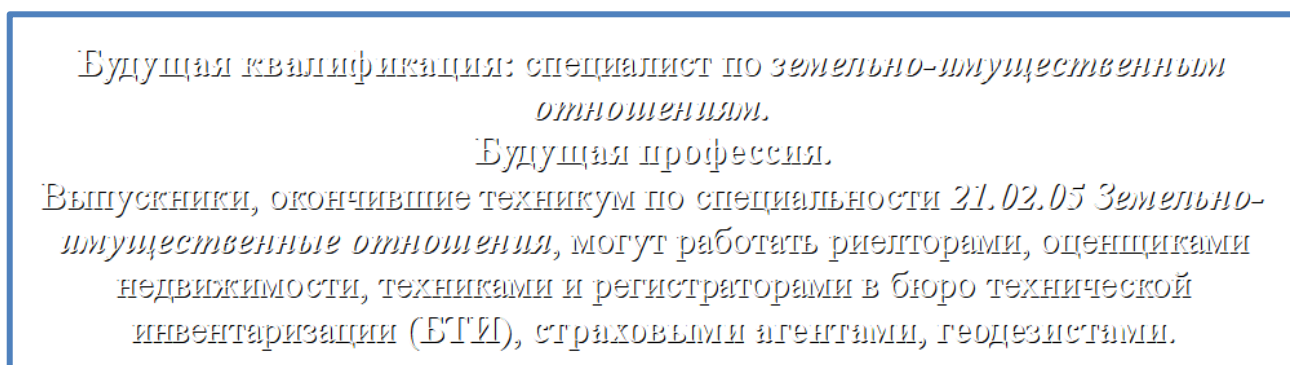 Будущая квалификация: специалист по земельно-имущественным
отношениям.
Будущая профессия.
Выпускники, окончившие техникум по специальности 21.02.05 Земельно-
имущественные отношения, могут работать риелторами, оценщиками
недвижимости, техниками и регистраторами в бюро технической
инвентаризации (БТИ), страховыми агентами, геодезистами.